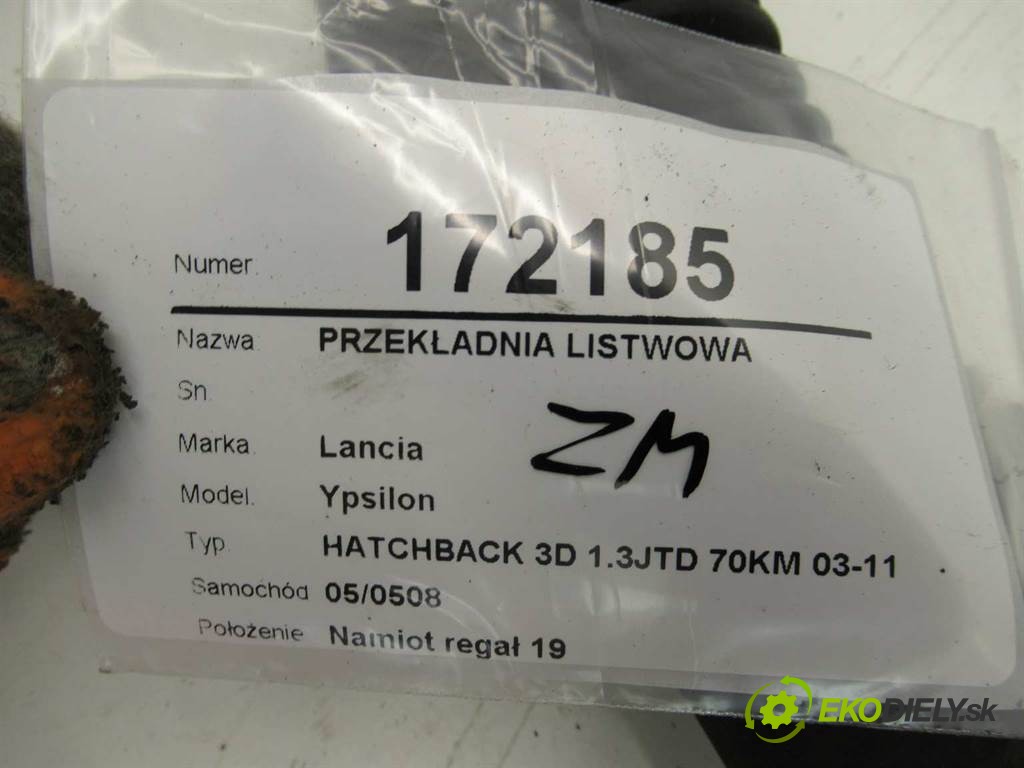 Numer. 172185
Nazwa PRZEKŁADNIA LISTWOWA
Sn.
ZM
Marka. Lancia
Model. Ypsilon
Typ. HATCHBACK 3D 1.3JTD 70KM 03-11
Samochód 05/0508
Położenie Namiot regał 19
EKODIELY.sk